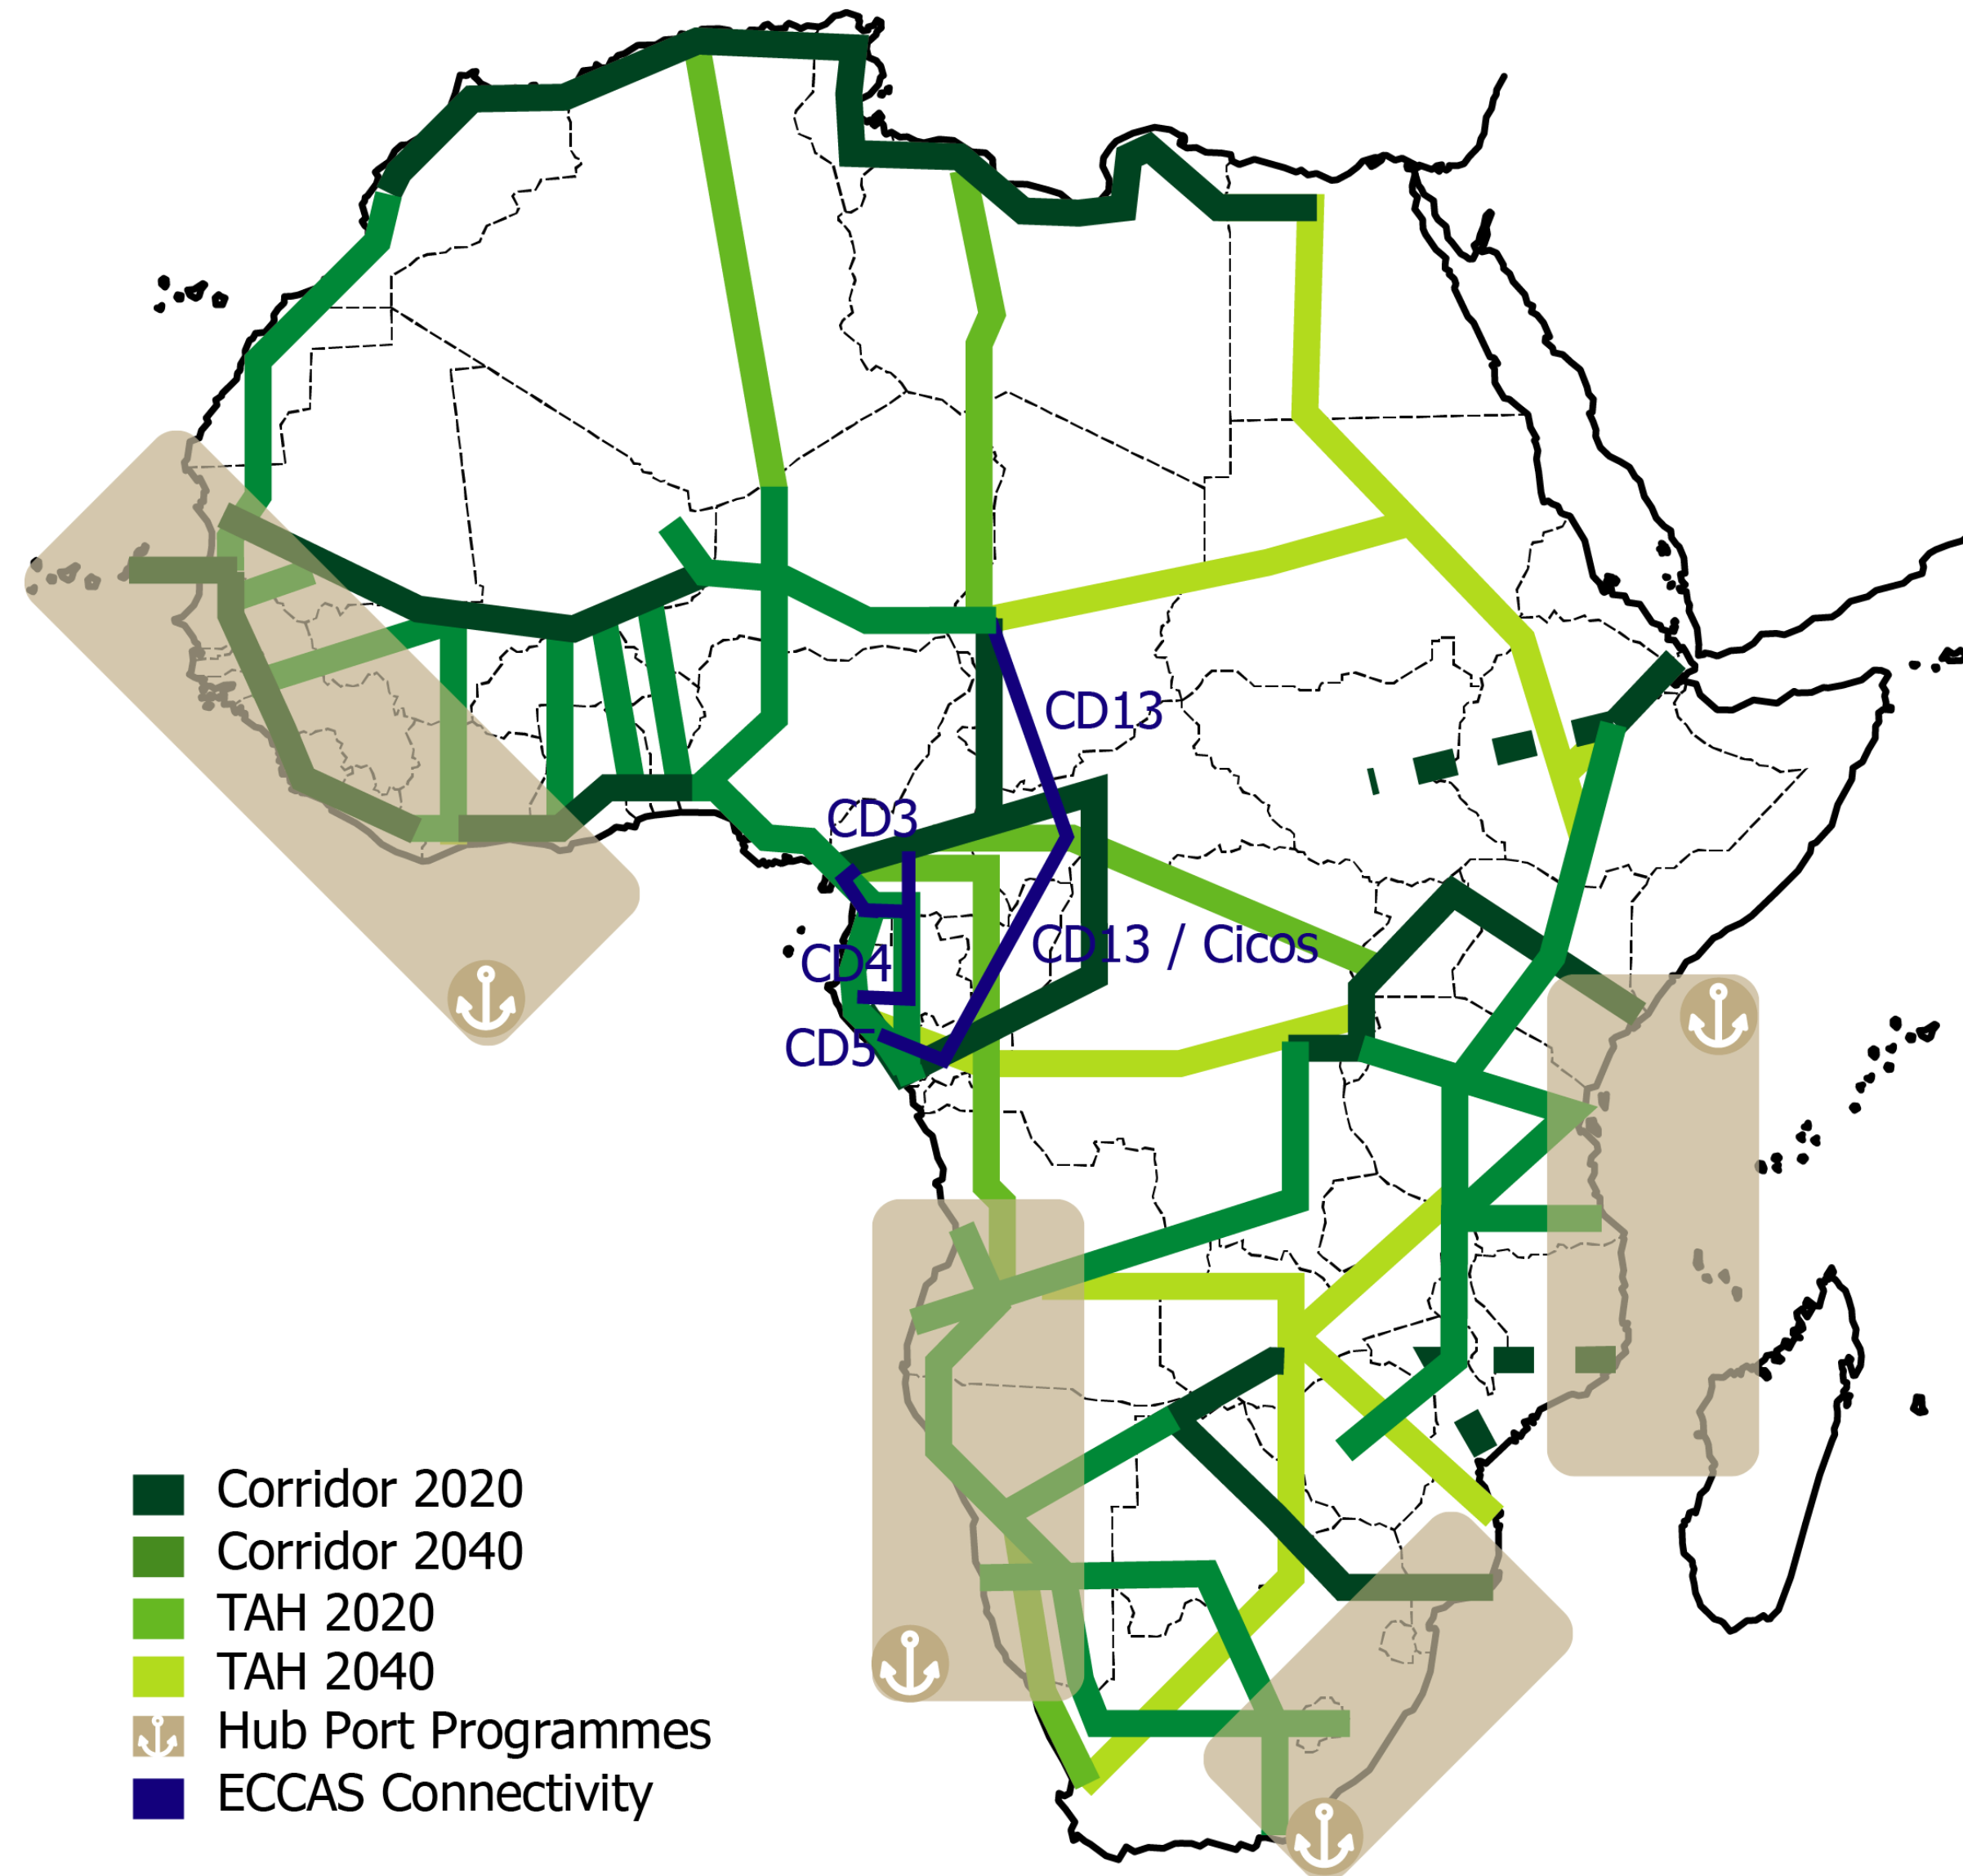 CD13
CD3
CD13 / Cicos
CD4
CD5
Corridor 2020
Corridor 2040
TAH 2020
TAH 2040
Hub Port Programmes
ECCAS Connectivity